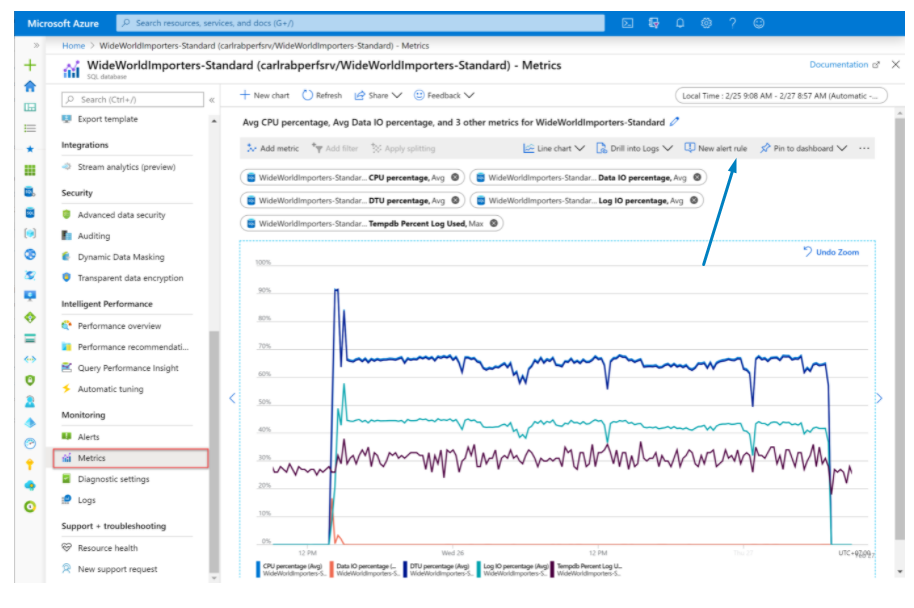 Microsoft Azure
Search resources, services, and docs (G+/)
Home > WideWorldImporters-Standard (carlrabperfsrv/WideWorldImporters-Standard) - Metrics
WideWorldImporters-Standard (carlrabperfsrv/WideWorldImporters-Standard) - Metrics
SQL database
Documentation
Search (Ctrl+/)
Export template
Integrations
Stream analytics (preview)
Security
Advanced data security
Auditing
Dynamic Data Masking
Transparent data encryption
Intelligent Performance
Performance overview
Performance recommendati...
Query Performance Insight
Automatic tuning
Monitoring
Alerts
Metrics
Diagnostic settings
Logs
Support + troubleshooting
Resource health
New support request
New chart Refresh Share Feedback
Local Time : 2/25 9:08 AM - 2/27 8:57 AM (Automatic - ...)
Avg CPU percentage, Avg Data IO percentage, and 3 other metrics for WideWorldImporters-Standard
Add metric Add filter Apply splitting Line chart Drill into Logs New alert rule Pin to dashboard ...
WideWorldImporters-Standar... CPU percentage, Avg WideWorldImporters-Standar... Data IO percentage, Avg
WideWorldImporters-Standar... DTU percentage, Avg WideWorldImporters-Standar... Log IO percentage, Avg
WideWorldImporters-Standar... Tempdb Percent Log Used, Max
Undo Zoom
100%
90%
80%
70%
60%
50%
40%
30%
20%
10%
0%
12 PM Wed 26 12 PM Thu 27
CPU percentage (Avg) Data IO percentage (... DTU percentage (Avg) Log IO percentage (Avg) Tempdb Percent Log U...
WideWorldImporters-S... WideWorldImporters-S... WideWorldImporters-S... WideWorldImporters-S... WideWorldImporters-S...